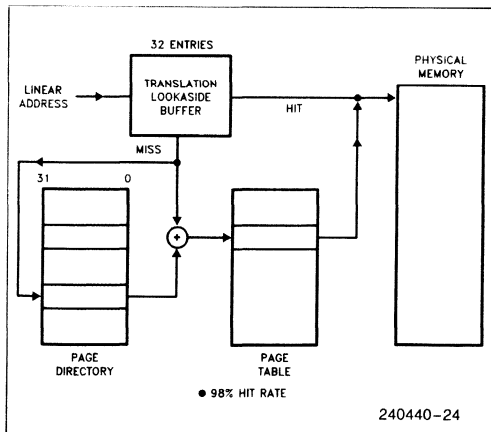 32 ENTRIES
TRANSLATION
LOOKASIDE
BUFFER
LINEAR
ADDRESS
HIT
PHYSICAL
MEMORY
MISS
31 0
+
PAGE
DIRECTORY
PAGE
TABLE
● 98% HIT RATE
240440-24